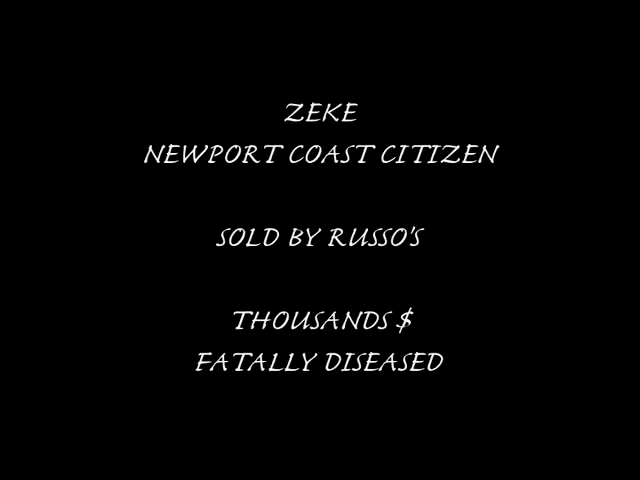 ZEKE
NEWPORT COAST CITIZEN
SOLD BY RUSSO'S
THOUSANDS $
FATALLY DISEASED